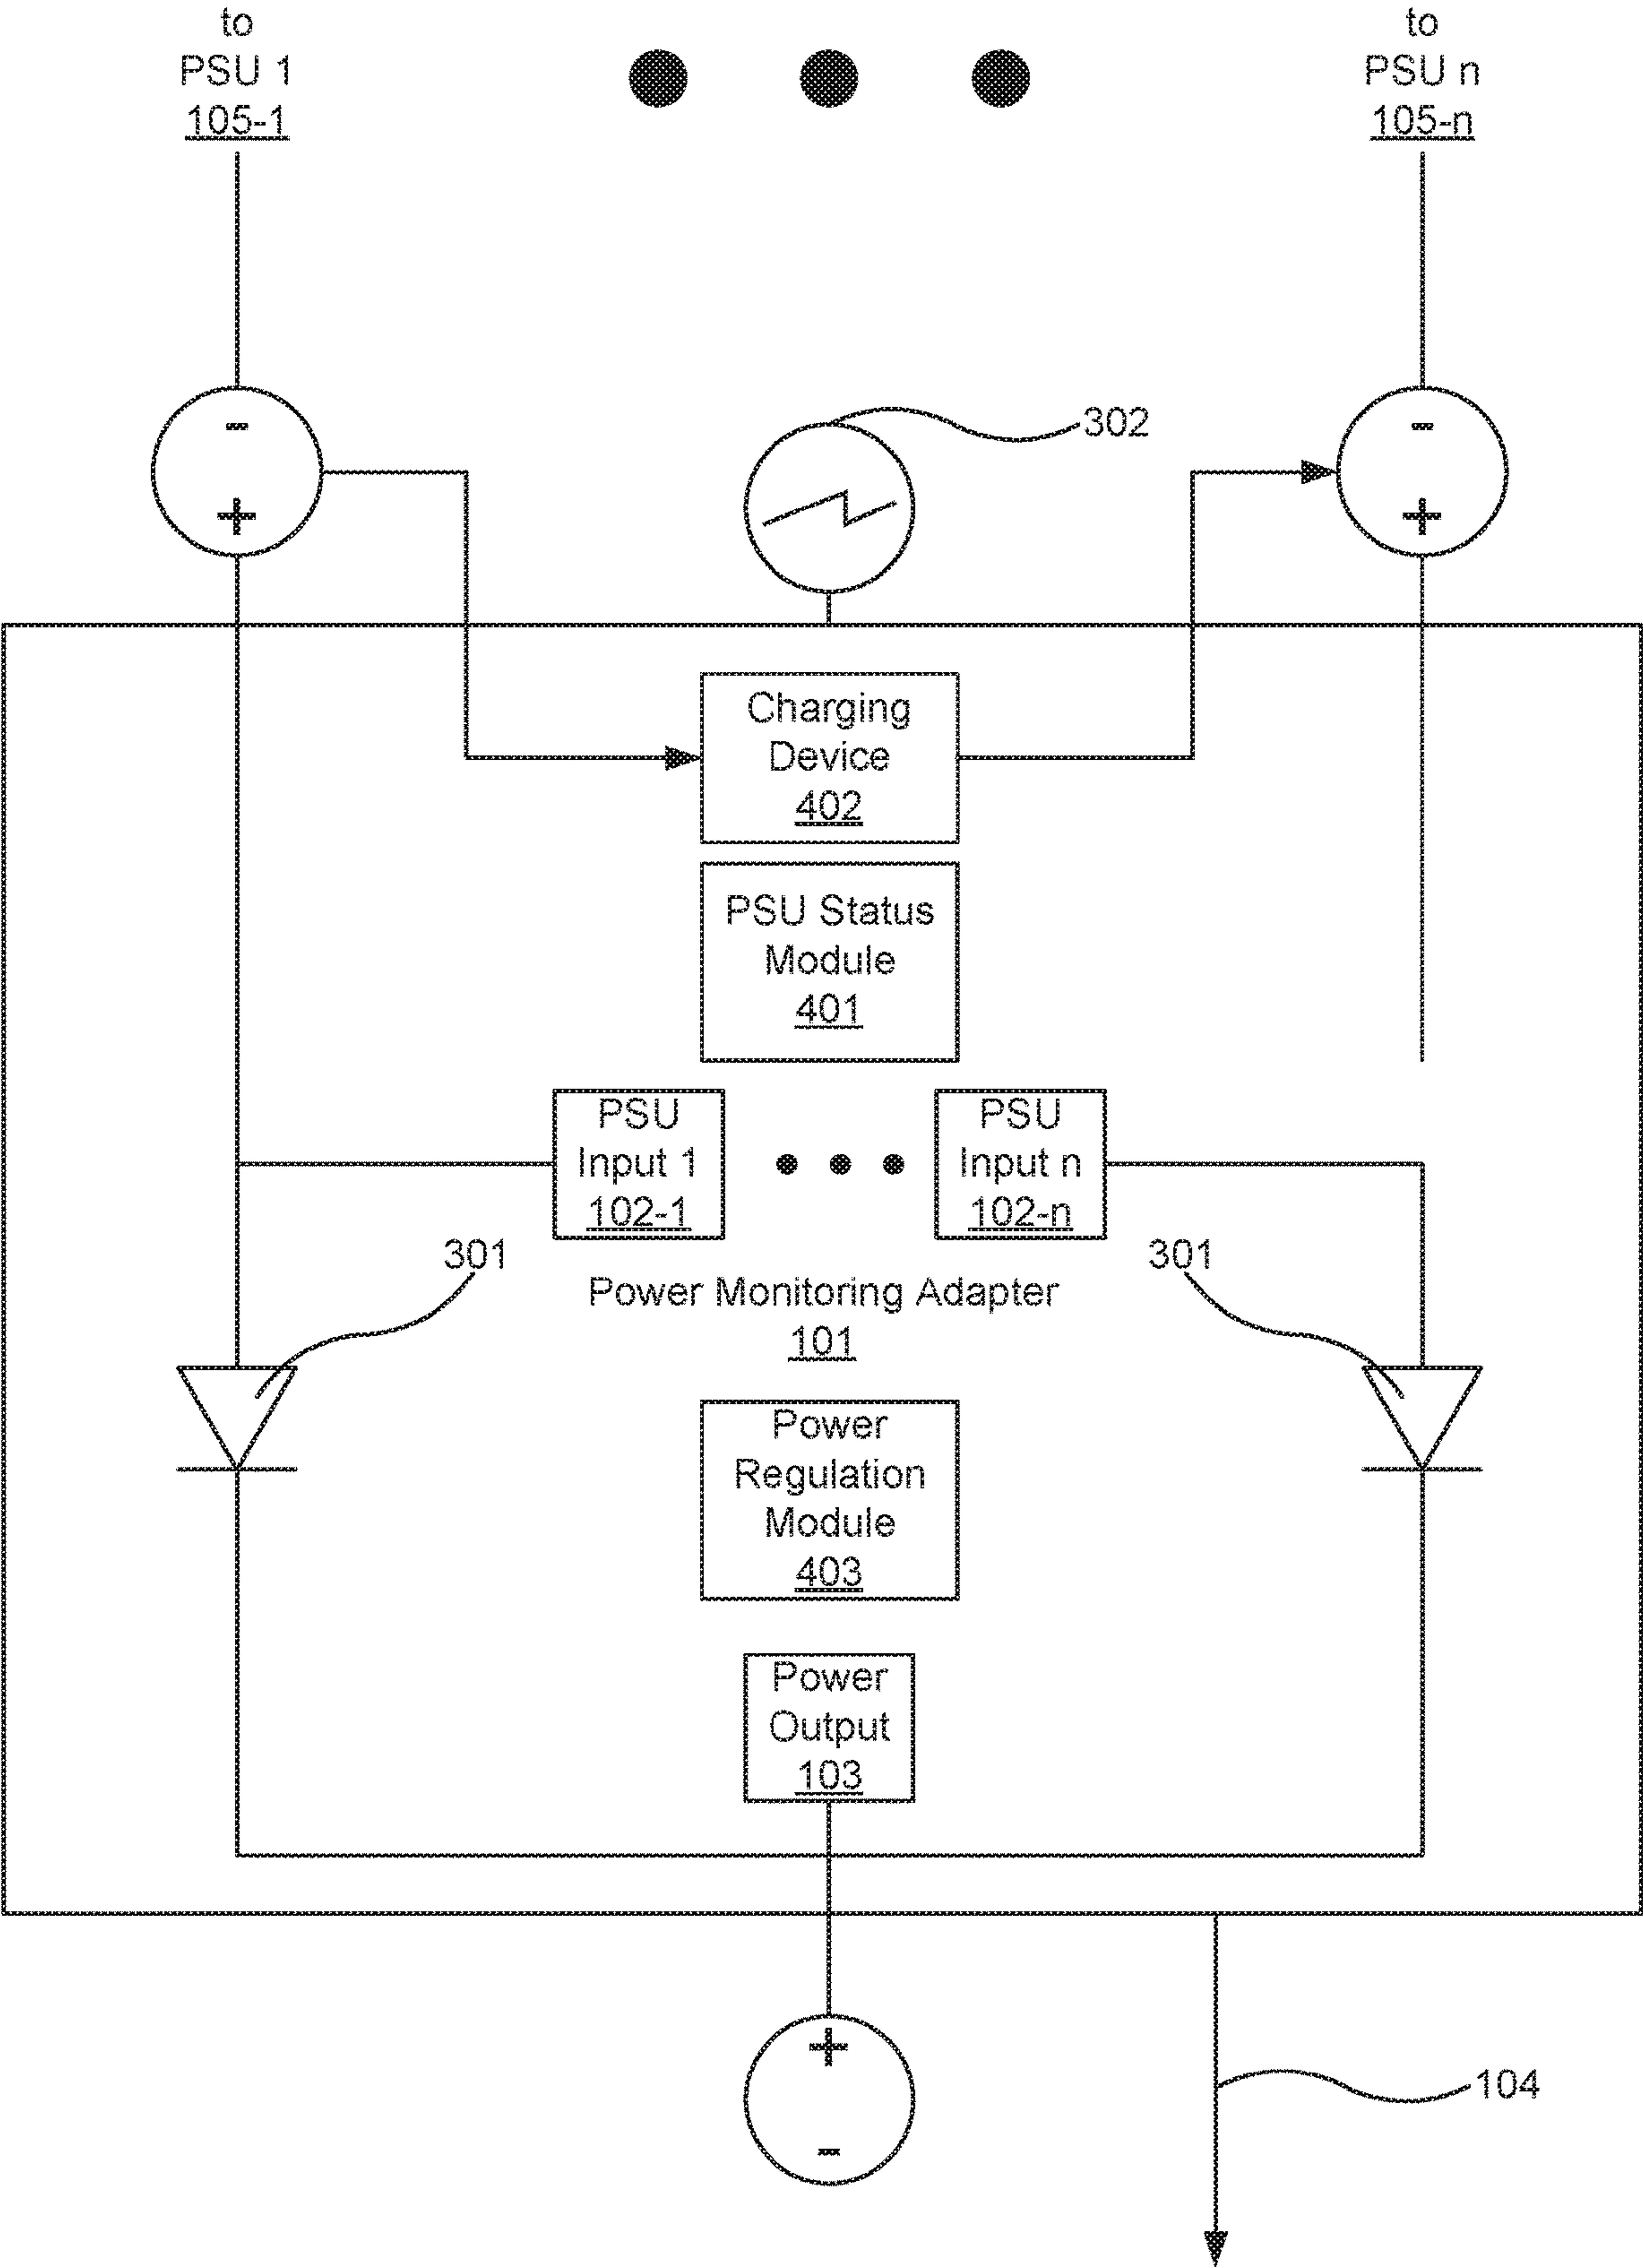 to
PSU 1
105-1
to
PSU n
105-n
-
+
302
-
+
Charging
Device
402
PSU Status
Module
401
PSU
Input 1
102-1
PSU
Input n
102-n
301
301
Power Monitoring Adapter
101
Power
Regulation
Module
403
Power
Output
103
+
-
104